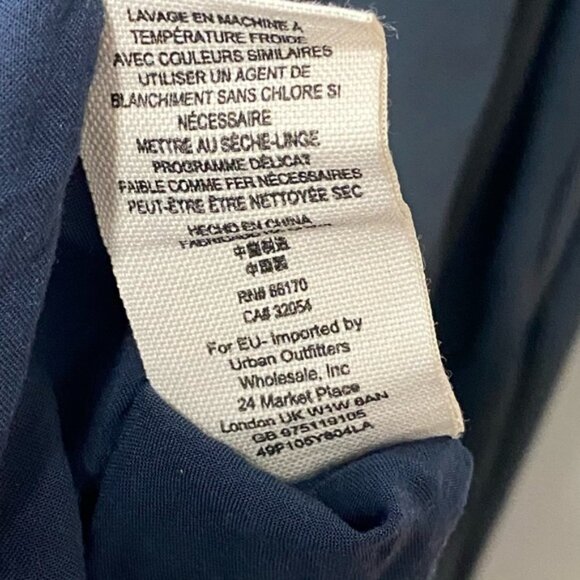 LAVAGE EN MACHINE A
TEMPÉRATURE FROIDE
AVEC COULEURS SIMILAIRES
UTILISER UN AGENT DE
BLANCHIMENT SANS CHLORE SI
NÉCESSAIRE
METTRE AU SÈCHE-LINGE
PROGRAMME DÉLICAT
FAIBLE COMME FER NÉCESSAIRES
PEUT-ÊTRE ÊTRE NETTOYÉE SEC
HECHO EN CHINA
中國製造
中国製
RN# 66170
CA# 32054
For EU- Imported by
Urban Outfitters
Wholesale, Inc
24 Market Place
London UK W1W 8AN
GB 975119105
49P105Y804LA